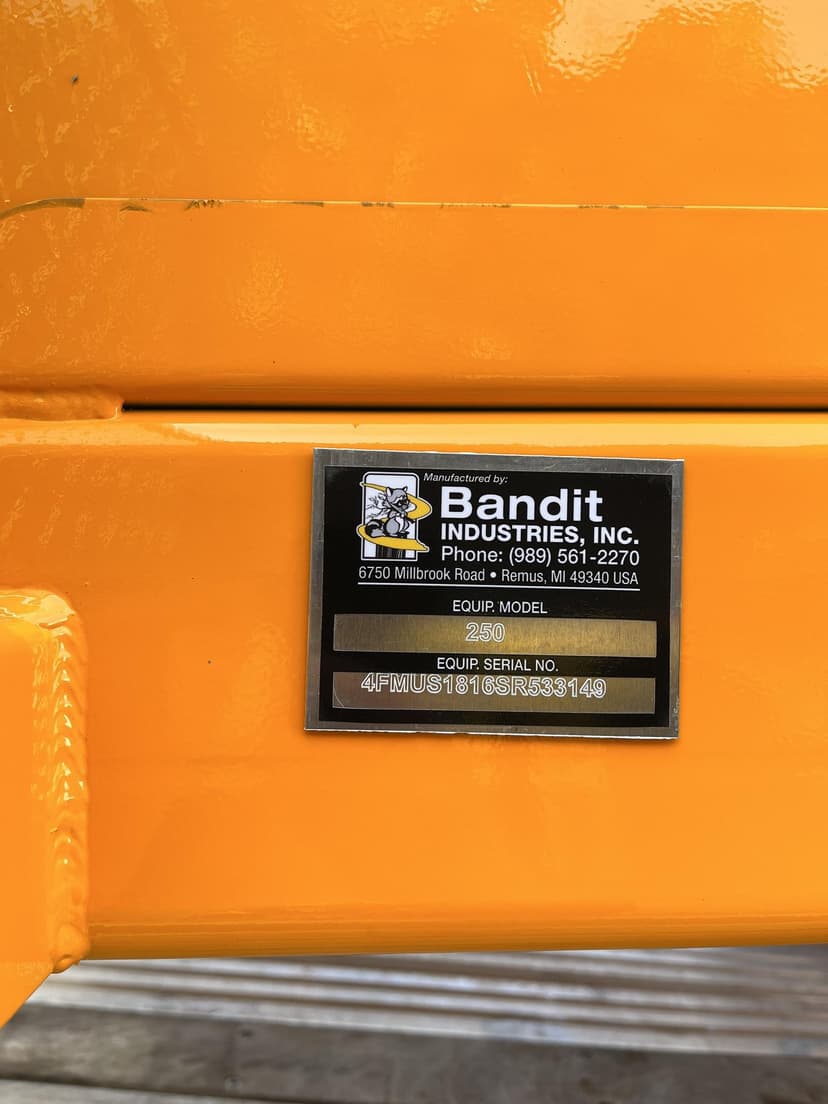 Manufactured by:
Bandit
INDUSTRIES, INC.
Phone: (989) 561-2270
6750 Millbrook Road • Remus, MI 49340 USA
EQUIP. MODEL
250
EQUIP. SERIAL NO.
4FMUS1816SR533149